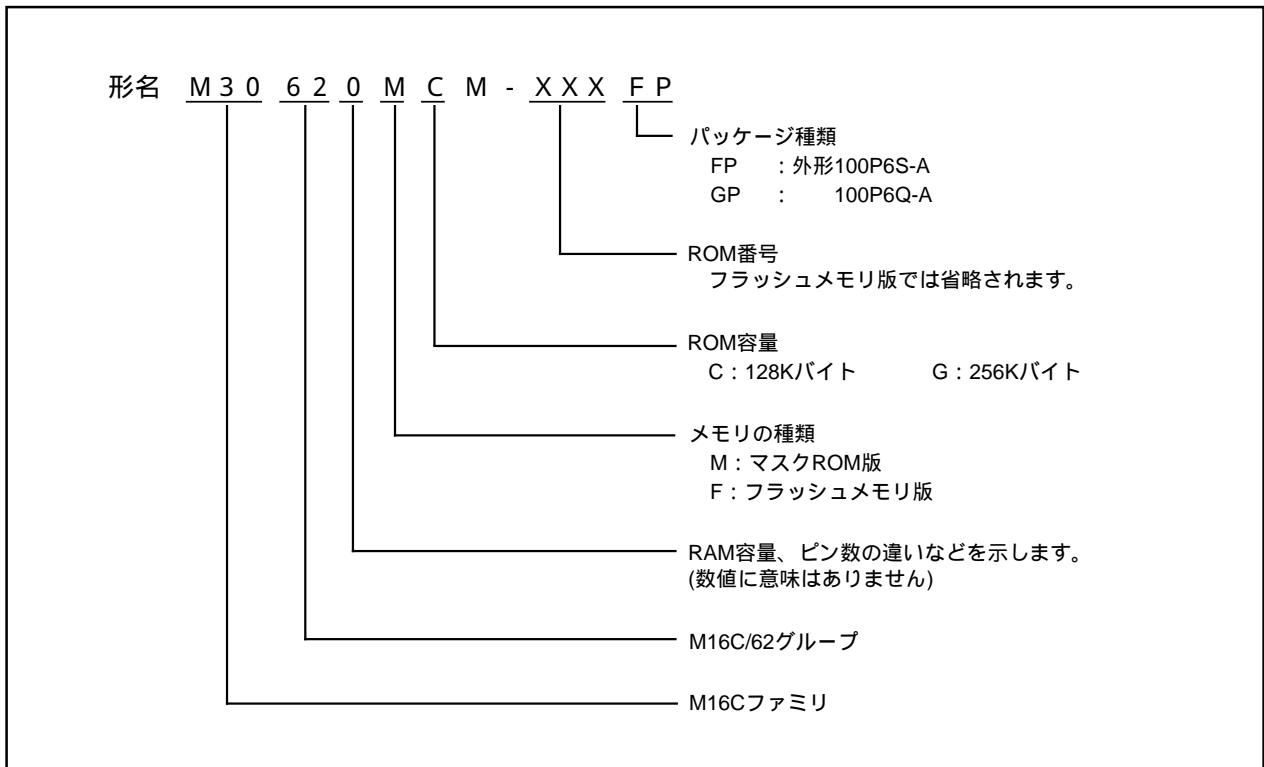 形名 M30 62 0 M C M - XXX FP
パッケージ種類
FP : 外形100P6S-A
GP : 100P6Q-A
ROM番号
フラッシュメモリ版では省略されます。
ROM容量
C : 128Kバイト G : 256Kバイト
メモリの種類
M : マスクROM版
F : フラッシュメモリ版
RAM容量、ピン数の違いなどを示します。
(数値に意味はありません)
M16C/62グループ
M16Cファミリ